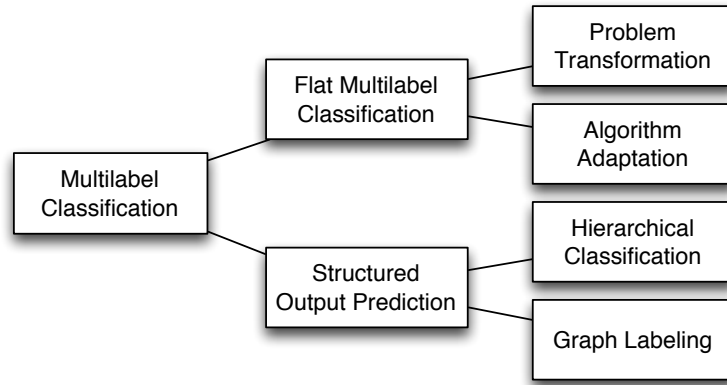 Multilabel
Classification
Flat Multilabel
Classification
Structured
Output Prediction
Problem
Transformation
Algorithm
Adaptation
Hierarchical
Classification
Graph Labeling